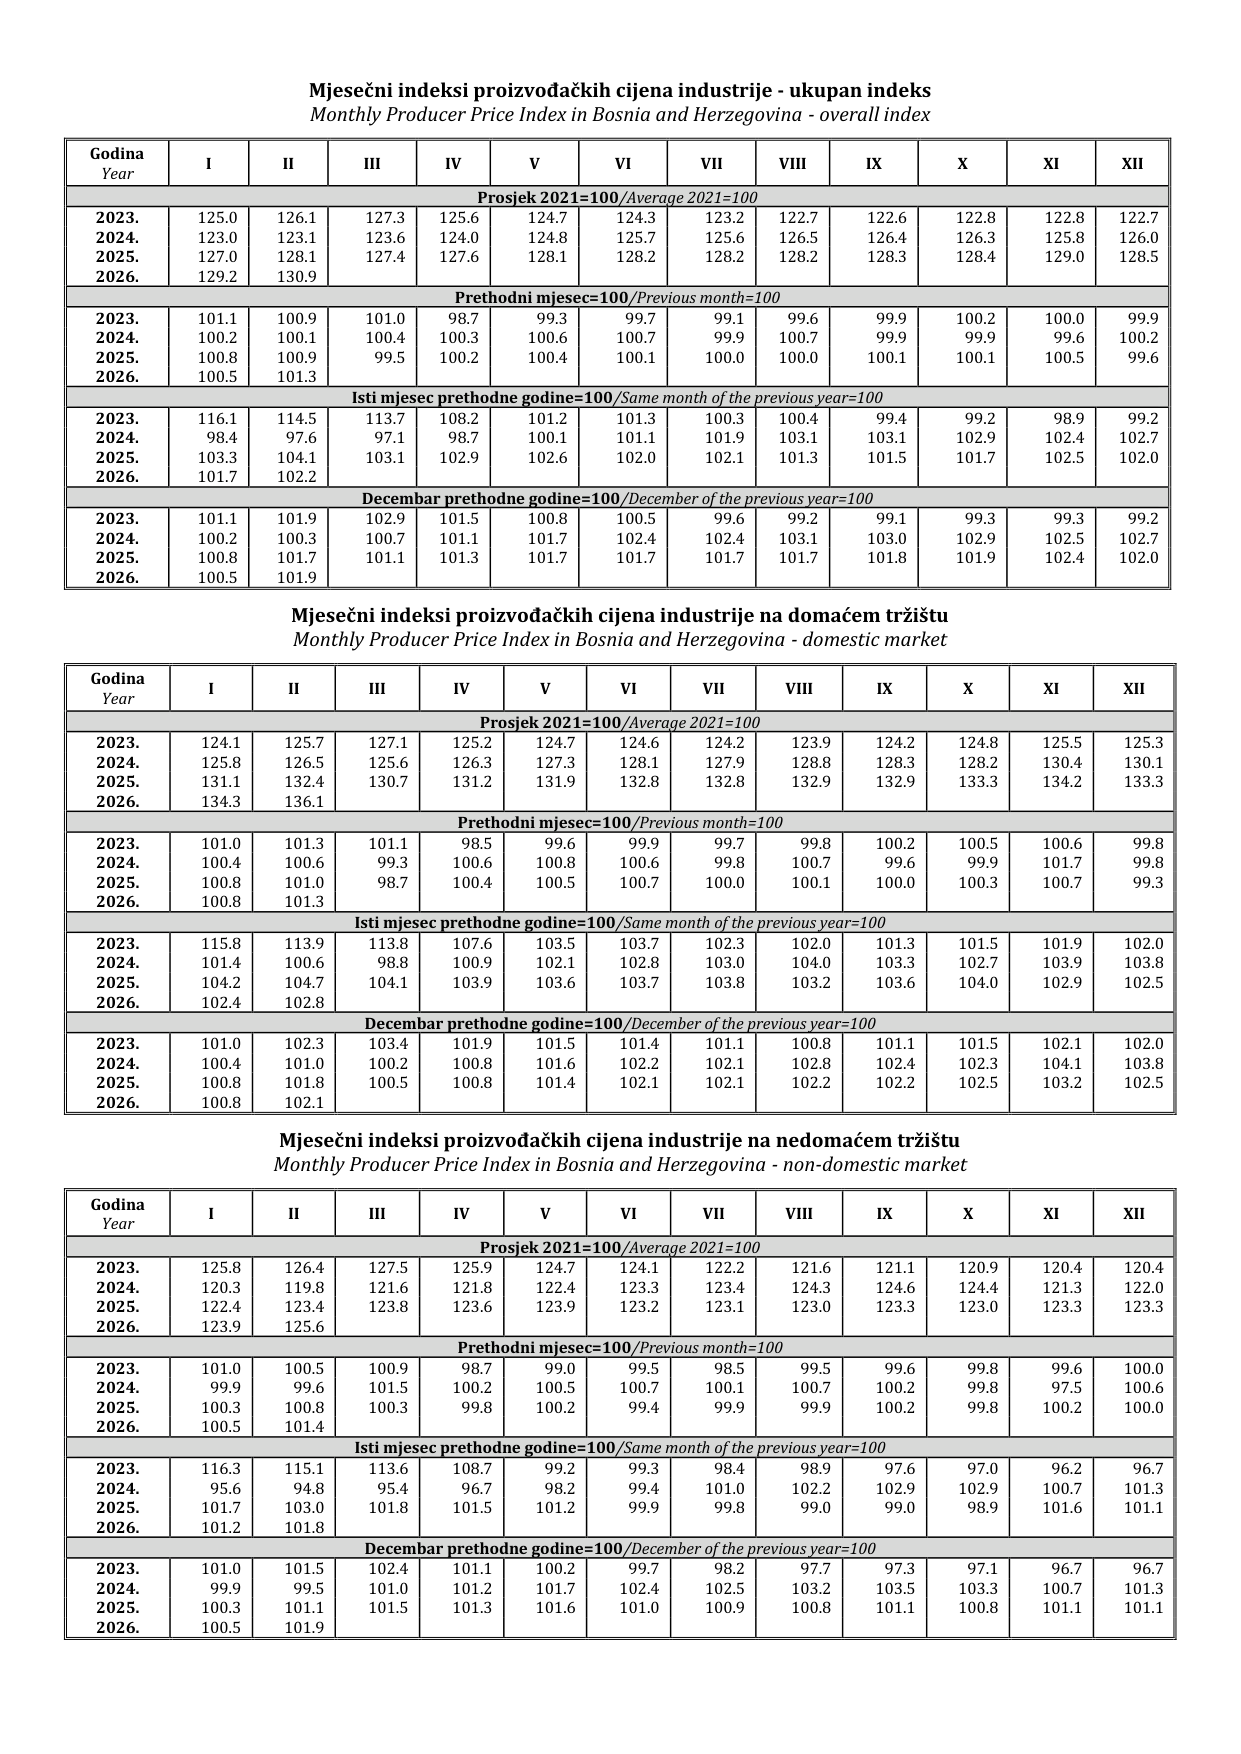 Mjesečni indeksi proizvođačkih cijena industrije - ukupan indeks
Monthly Producer Price Index in Bosnia and Herzegovina - overall index
Godina Year I II III IV V VI VII VIII IX X XI XII
Prosjek 2021=100/Average 2021=100
2023. 125.0 126.1 127.3 125.6 124.7 124.3 123.2 122.7 122.6 122.8 122.8 122.7
2024. 123.0 123.1 123.6 124.0 124.8 125.7 125.6 126.5 126.4 126.3 125.8 126.0
2025. 127.0 128.1 127.4 127.6 128.1 128.2 128.2 128.2 128.3 128.4 129.0 128.5
2026. 129.2 130.9
Prethodni mjesec=100/Previous month=100
2023. 101.1 100.9 101.0 98.7 99.3 99.7 99.1 99.6 99.9 100.2 100.0 99.9
2024. 100.2 100.1 100.4 100.3 100.6 100.7 99.9 100.7 99.9 99.9 99.6 100.2
2025. 100.8 100.9 99.5 100.2 100.4 100.1 100.0 100.0 100.1 100.1 100.5 99.6
2026. 100.5 101.3
Isti mjesec prethodne godine=100/Same month of the previous year=100
2023. 116.1 114.5 113.7 108.2 101.2 101.3 100.3 100.4 99.4 99.2 98.9 99.2
2024. 98.4 97.6 97.1 98.7 100.1 101.1 101.9 103.1 103.1 102.9 102.4 102.7
2025. 103.3 104.1 103.1 102.9 102.6 102.0 102.1 101.3 101.5 101.7 102.5 102.0
2026. 101.7 102.2
Decembar prethodne godine=100/December of the previous year=100
2023. 101.1 101.9 102.9 101.5 100.8 100.5 99.6 99.2 99.1 99.3 99.3 99.2
2024. 100.2 100.3 100.7 101.1 101.7 102.4 102.4 103.1 103.0 102.9 102.5 102.7
2025. 100.8 101.7 101.1 101.3 101.7 101.7 101.7 101.7 101.8 101.9 102.4 102.0
2026. 100.5 101.9
Mjesečni indeksi proizvođačkih cijena industrije na domaćem tržištu
Monthly Producer Price Index in Bosnia and Herzegovina - domestic market
Godina Year I II III IV V VI VII VIII IX X XI XII
Prosjek 2021=100/Average 2021=100
2023. 124.1 125.7 127.1 125.2 124.7 124.6 124.2 123.9 124.2 124.8 125.5 125.3
2024. 125.8 126.5 125.6 126.3 127.3 128.1 127.9 128.8 128.3 128.2 130.4 130.1
2025. 131.1 132.4 130.7 131.2 131.9 132.8 132.8 132.9 132.9 133.3 134.2 133.3
2026. 134.3 136.1
Prethodni mjesec=100/Previous month=100
2023. 101.0 101.3 101.1 98.5 99.6 99.9 99.7 99.8 100.2 100.5 100.6 99.8
2024. 100.4 100.6 99.3 100.6 100.8 100.6 99.8 100.7 99.6 99.9 101.7 99.8
2025. 100.8 101.0 98.7 100.4 100.5 100.7 100.0 100.1 100.0 100.3 100.7 99.3
2026. 100.8 101.3
Isti mjesec prethodne godine=100/Same month of the previous year=100
2023. 115.8 113.9 113.8 107.6 103.5 103.7 102.3 102.0 101.3 101.5 101.9 102.0
2024. 101.4 100.6 98.8 100.9 102.1 102.8 103.0 104.0 103.3 102.7 103.9 103.8
2025. 104.2 104.7 104.1 103.9 103.6 103.7 103.8 103.2 103.6 104.0 102.9 102.5
2026. 102.4 102.8
Decembar prethodne godine=100/December of the previous year=100
2023. 101.0 102.3 103.4 101.9 101.5 101.4 101.1 100.8 101.1 101.5 102.1 102.0
2024. 100.4 101.0 100.2 100.8 101.6 102.2 102.1 102.8 102.4 102.3 104.1 103.8
2025. 100.8 101.8 100.5 100.8 101.4 102.1 102.1 102.2 102.2 102.5 103.2 102.5
2026. 100.8 102.1
Mjesečni indeksi proizvođačkih cijena industrije na nedomaćem tržištu
Monthly Producer Price Index in Bosnia and Herzegovina - non-domestic market
Godina Year I II III IV V VI VII VIII IX X XI XII
Prosjek 2021=100/Average 2021=100
2023. 125.8 126.4 127.5 125.9 124.7 124.1 122.2 121.6 121.1 120.9 120.4 120.4
2024. 120.3 119.8 121.6 121.8 122.4 123.3 123.4 124.3 124.6 124.4 121.3 122.0
2025. 122.4 123.4 123.8 123.6 123.9 123.2 123.1 123.0 123.3 123.0 123.3 123.3
2026. 123.9 125.6
Prethodni mjesec=100/Previous month=100
2023. 101.0 100.5 100.9 98.7 99.0 99.5 98.5 99.5 99.6 99.8 99.6 100.0
2024. 99.9 99.6 101.5 100.2 100.5 100.7 100.1 100.7 100.2 99.8 97.5 100.6
2025. 100.3 100.8 100.3 99.8 100.2 99.4 99.9 99.9 100.2 99.8 100.2 100.0
2026. 100.5 101.4
Isti mjesec prethodne godine=100/Same month of the previous year=100
2023. 116.3 115.1 113.6 108.7 99.2 99.3 98.4 98.9 97.6 97.0 96.2 96.7
2024. 95.6 94.8 95.4 96.7 98.2 99.4 101.0 102.2 102.9 102.9 100.7 101.3
2025. 101.7 103.0 101.8 101.5 101.2 99.9 99.8 99.0 99.0 98.9 101.6 101.1
2026. 101.2 101.8
Decembar prethodne godine=100/December of the previous year=100
2023. 101.0 101.5 102.4 101.1 100.2 99.7 98.2 97.7 97.3 97.1 96.7 96.7
2024. 99.9 99.5 101.0 101.2 101.7 102.4 102.5 103.2 103.5 103.3 100.7 101.3
2025. 100.3 101.1 101.5 101.3 101.6 101.0 100.9 100.8 101.1 100.8 101.1 101.1
2026. 100.5 101.9